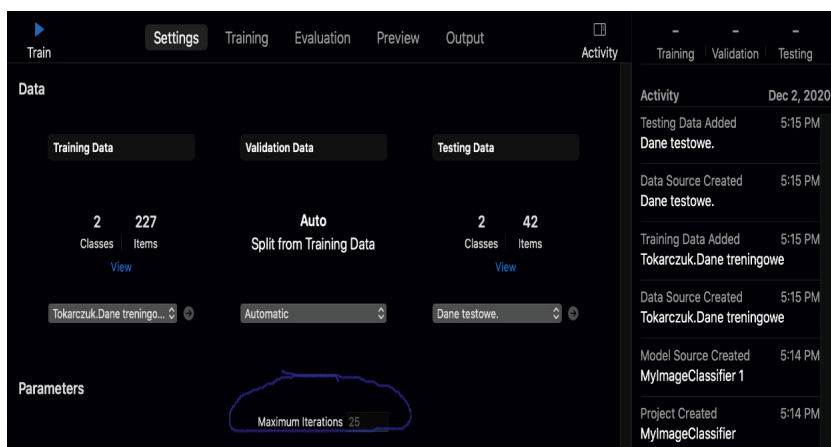 Train
Settings Training Evaluation Preview Output
Activity
Data
Training Data Validation Data Testing Data
2 227
Classes Items
View
Auto
Split from Training Data
2 42
Classes Items
View
Tokarczuk.Dane treningo...
Automatic
Dane testowe.
Parameters
Maximum Iterations 25
– – –
Training Validation Testing
Activity Dec 2, 2020
Testing Data Added 5:15 PM
Dane testowe.
Data Source Created 5:15 PM
Dane testowe.
Training Data Added 5:15 PM
Tokarczuk.Dane treningowe
Data Source Created 5:15 PM
Tokarczuk.Dane treningowe
Model Source Created 5:14 PM
MyImageClassifier 1
Project Created 5:14 PM
MyImageClassifier